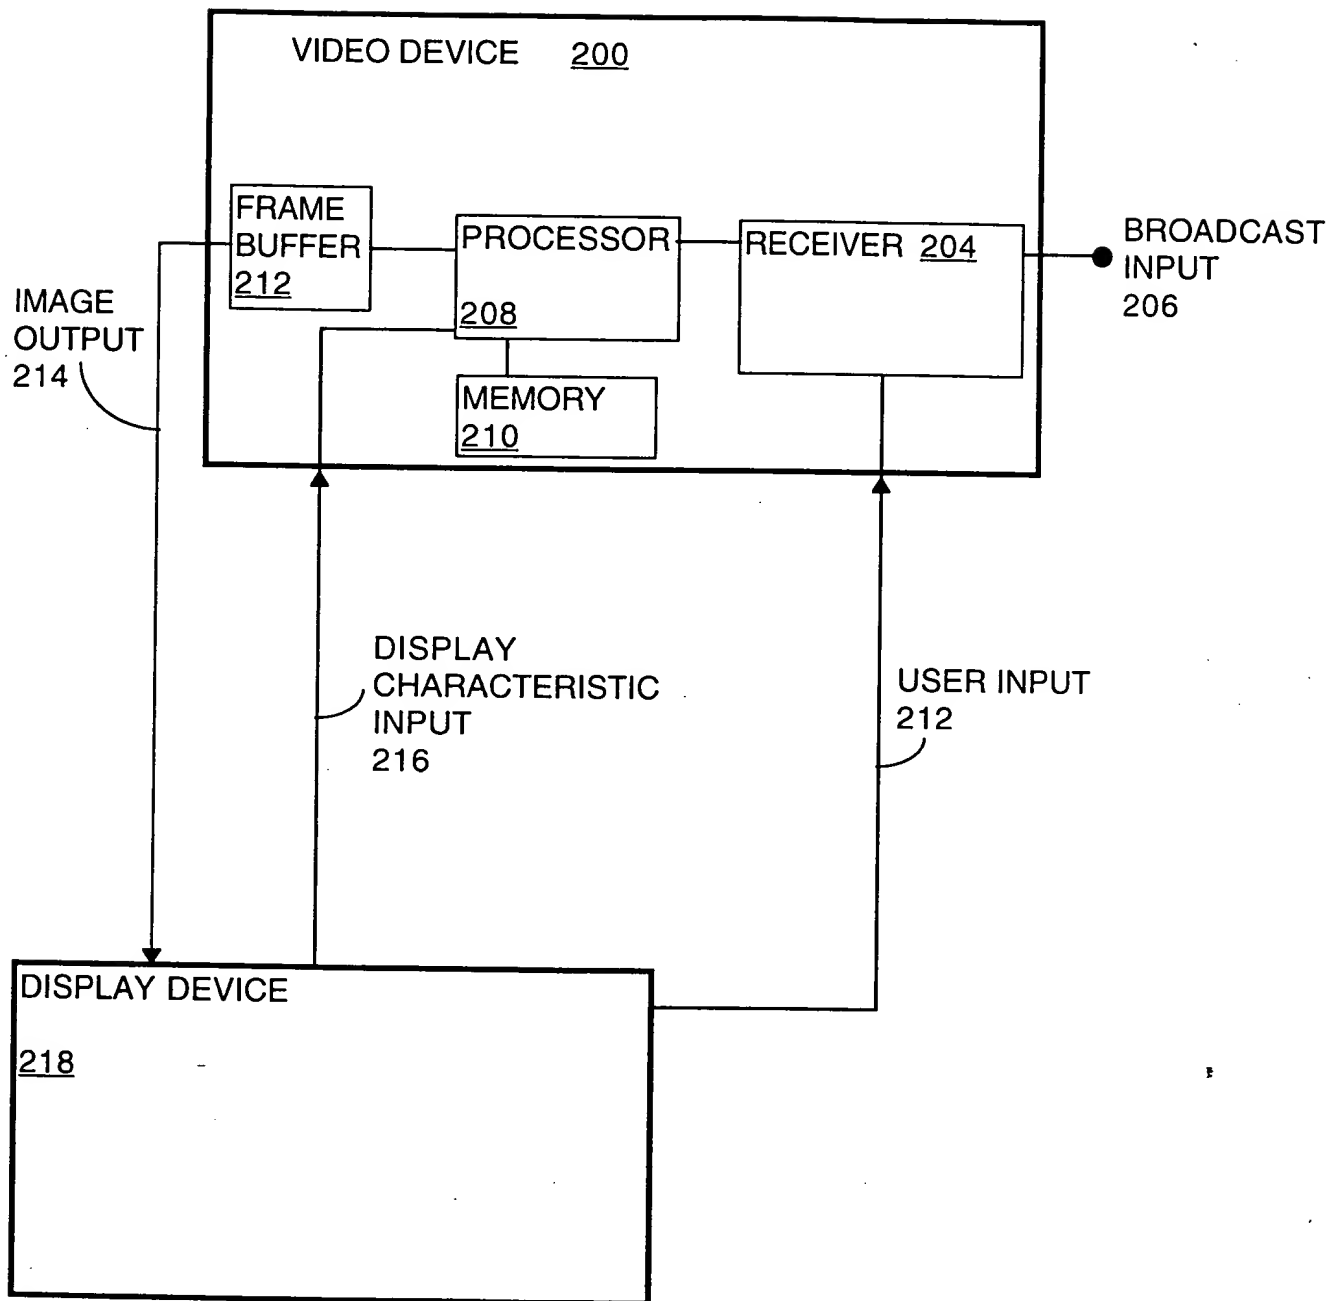 VIDEO DEVICE 200
FRAME
BUFFER
212
PROCESSOR
208
RECEIVER 204
BROADCAST
INPUT
206
MEMORY
210
IMAGE
OUTPUT
214
DISPLAY
CHARACTERISTIC
INPUT
216
USER INPUT
212
DISPLAY DEVICE
218